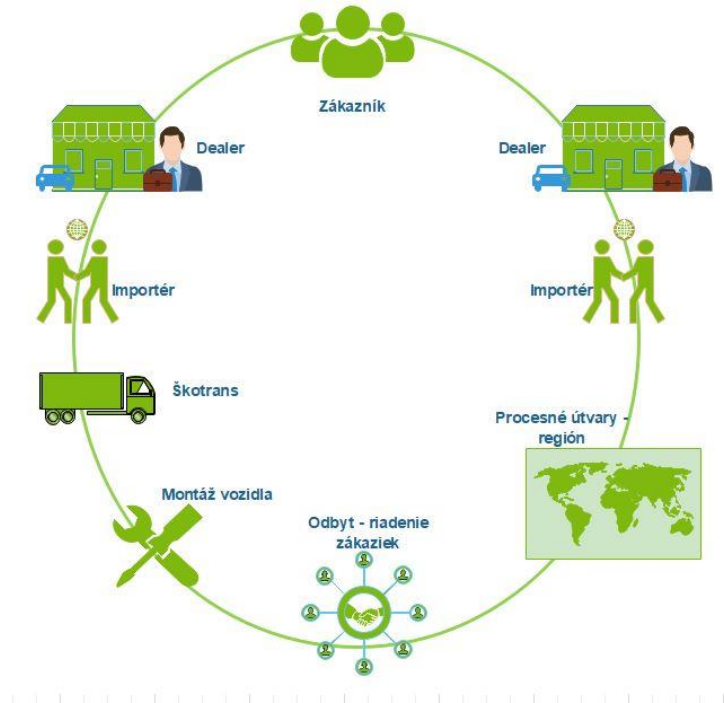 Zákazník
Dealer
Dealer
Importér
Importér
Škotrans
Procesné útvary -
región
Montáž vozidla
Odbyt - riadenie
zákaziek